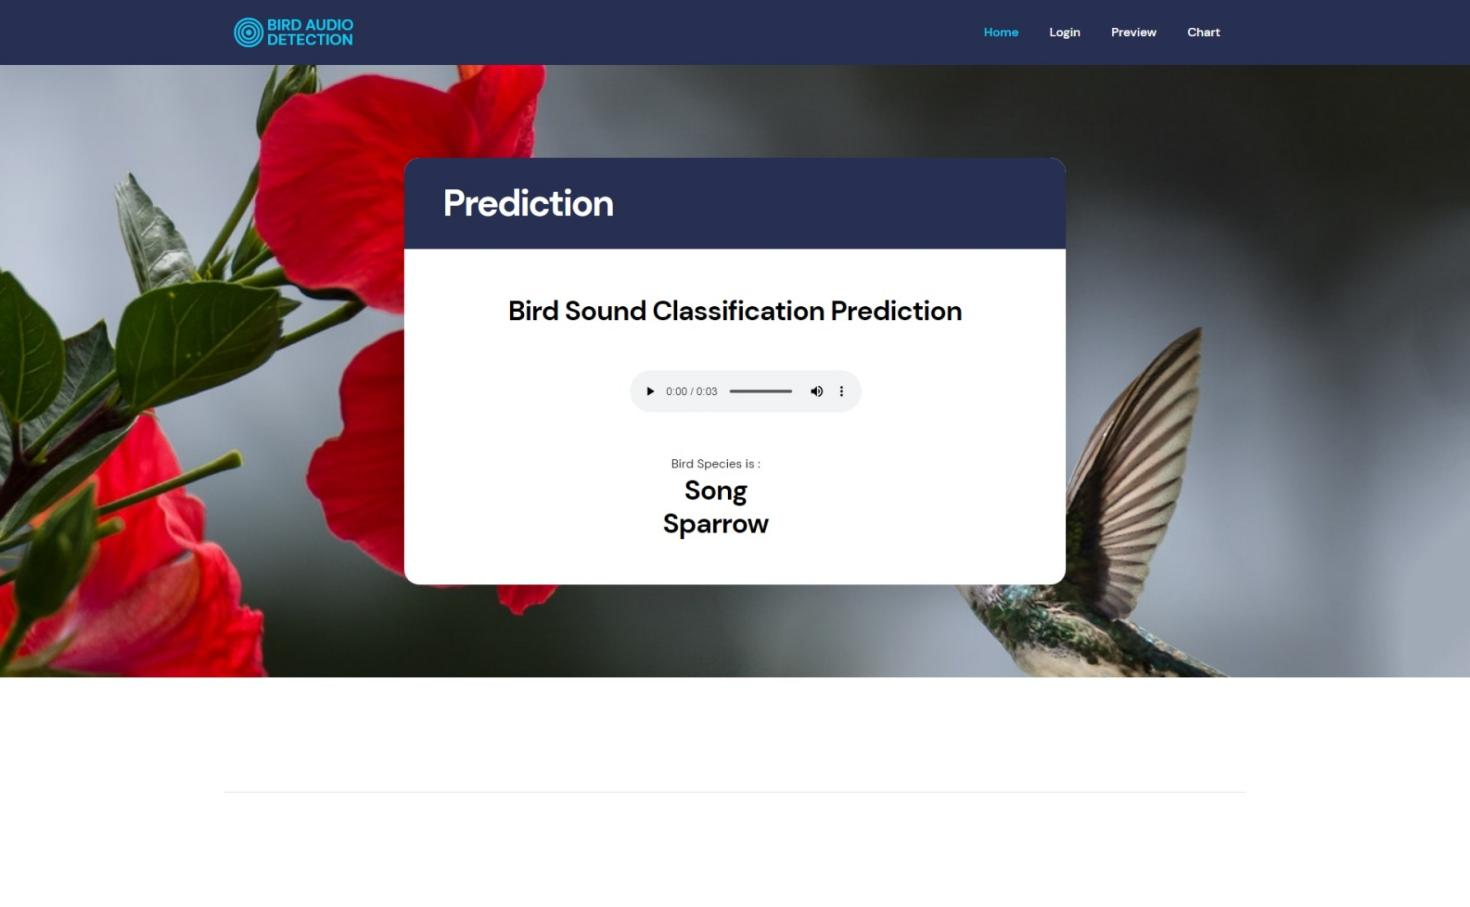 BIRD AUDIO
DETECTION
Home Login Preview Chart
Prediction
Bird Sound Classification Prediction
0:00 / 0:03
Bird Species is :
Song
Sparrow